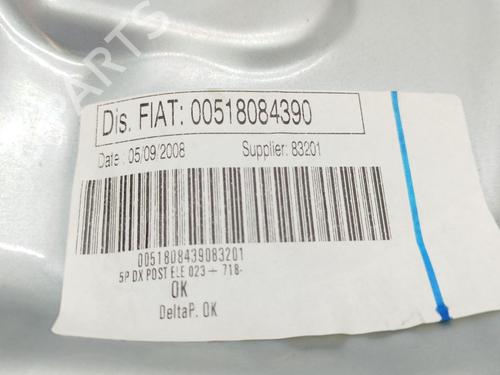 Dis. FIAT: 00518084390
Date : 05/09/2008 Supplier: 83201
0051808439083201
5P DX POST ELE 023 + 718-
OK
DeltaP. OK
PARTS